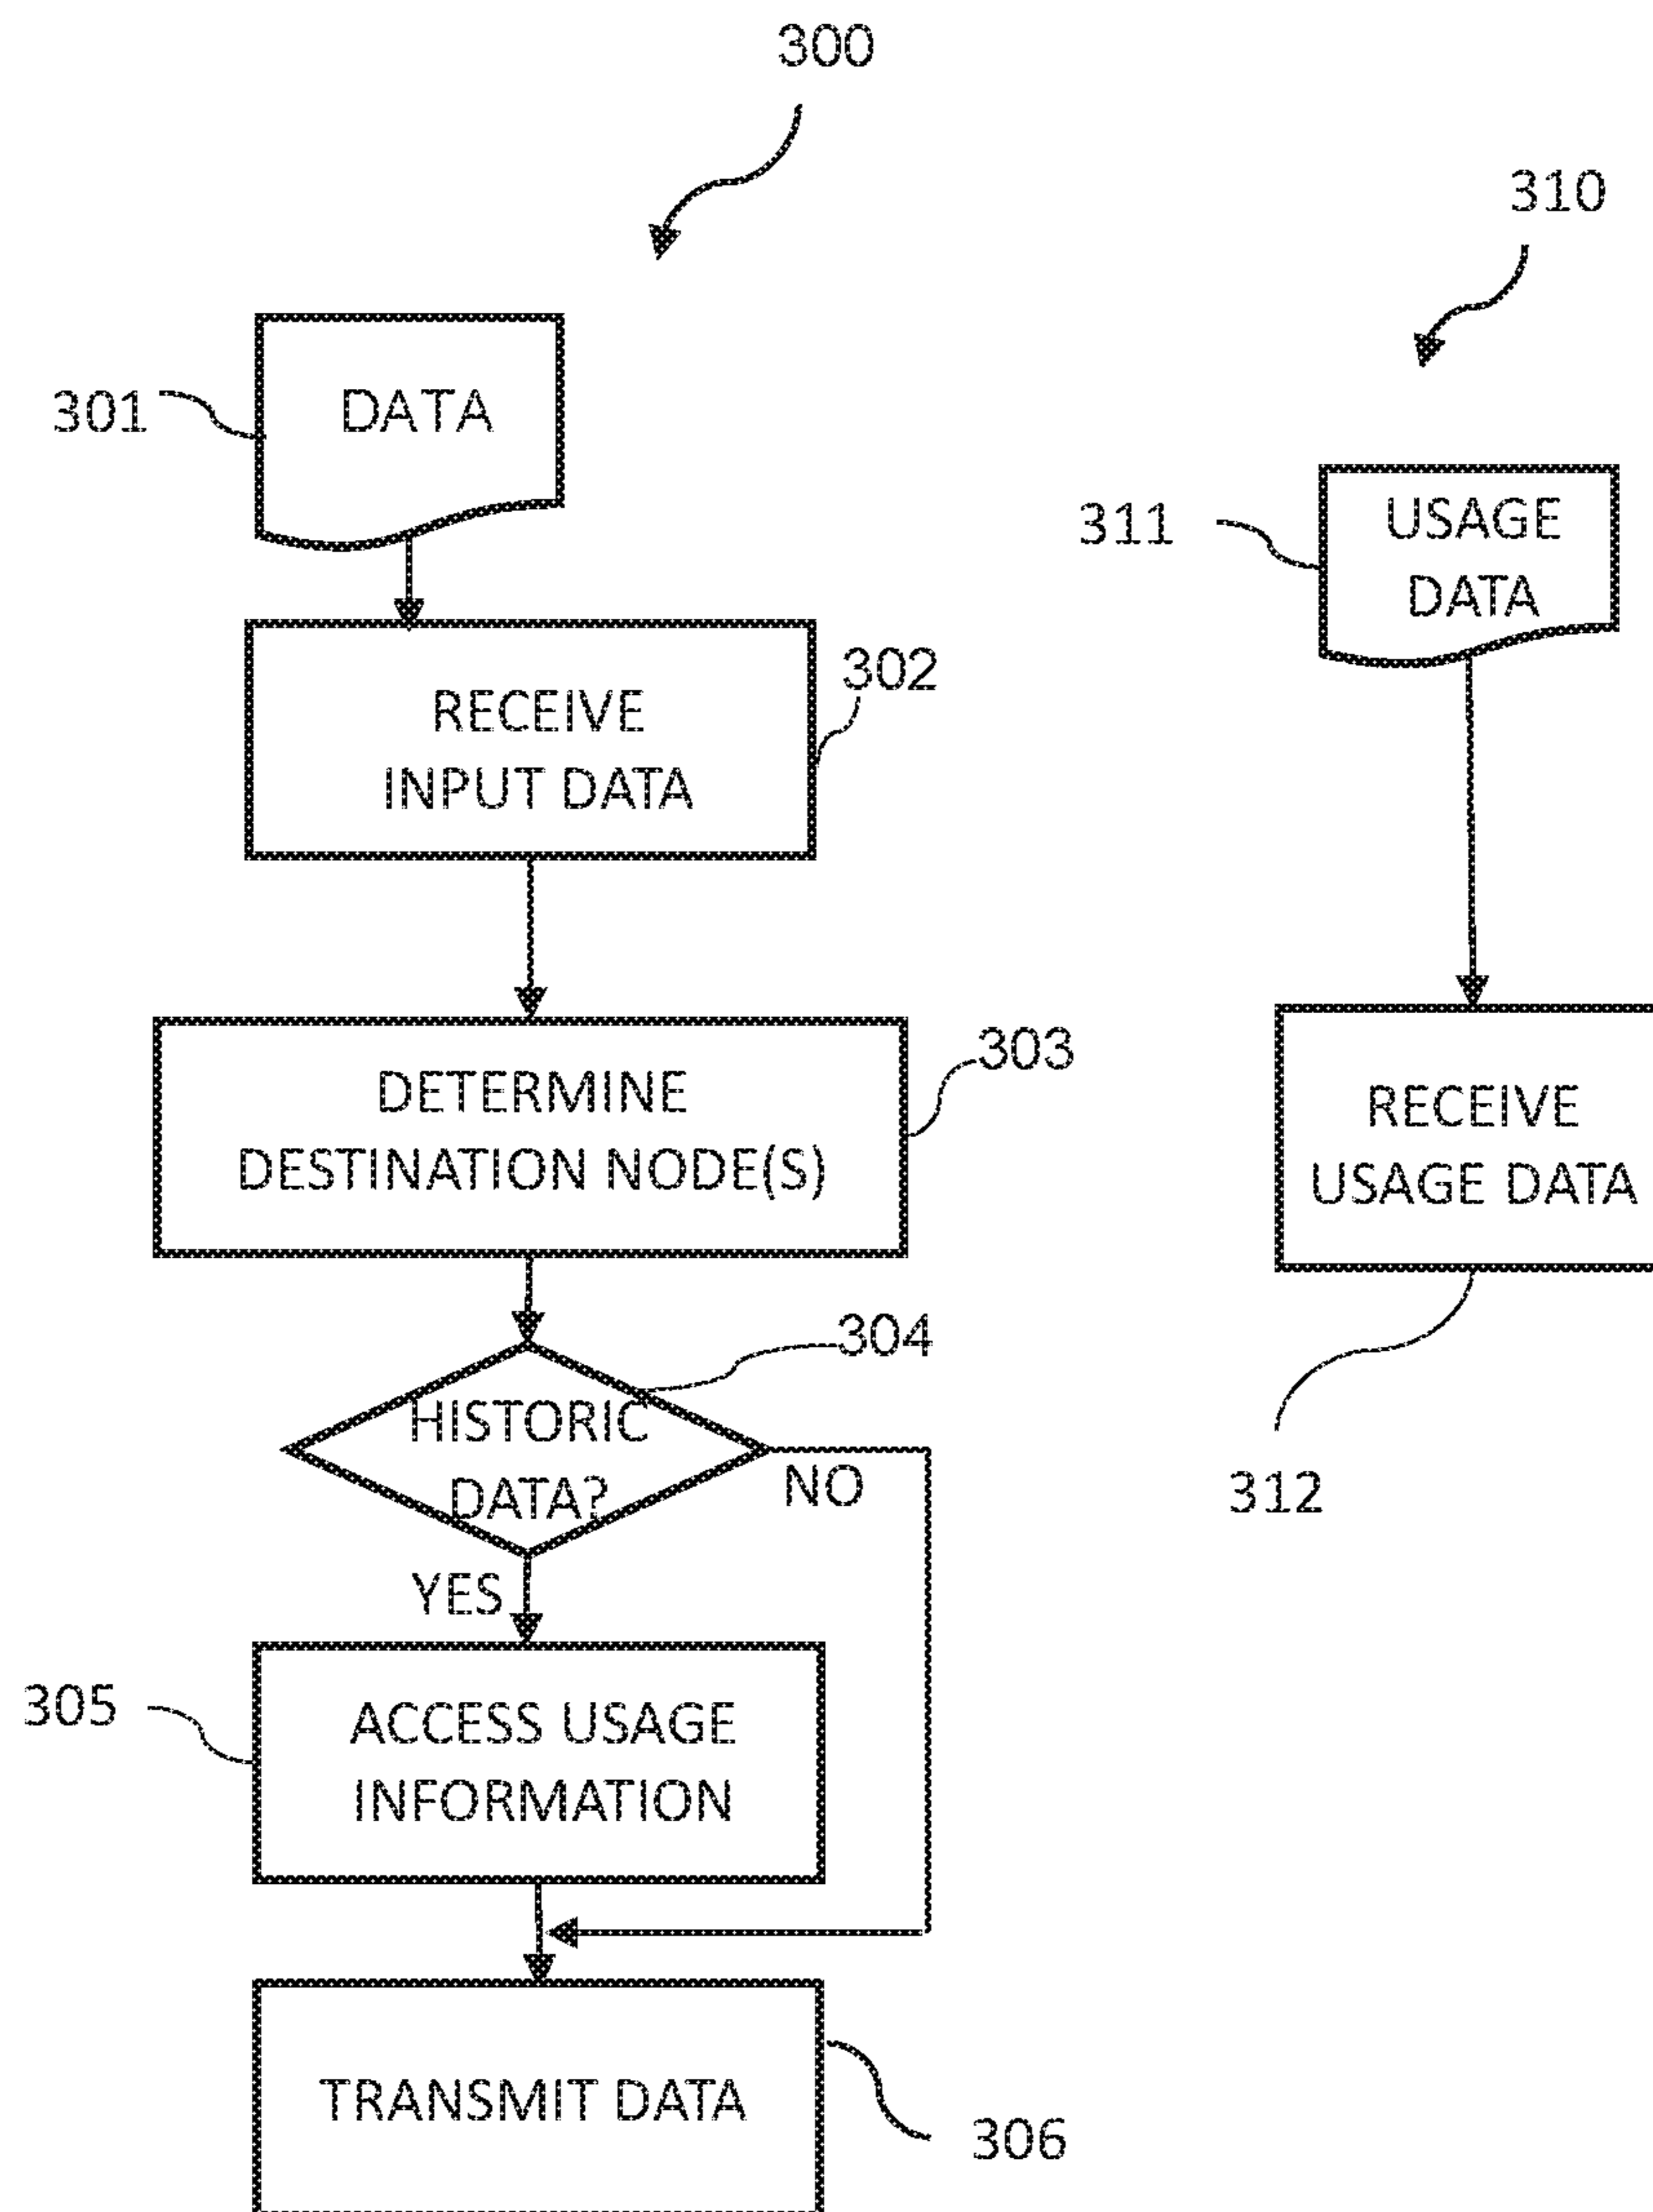 300
310
301
DATA
311
USAGE
DATA
302
RECEIVE
INPUT DATA
303
DETERMINE
DESTINATION NODE(S)
RECEIVE
USAGE DATA
304
HISTORIC
DATA?
NO
312
YES
305
ACCESS USAGE
INFORMATION
TRANSMIT DATA
306